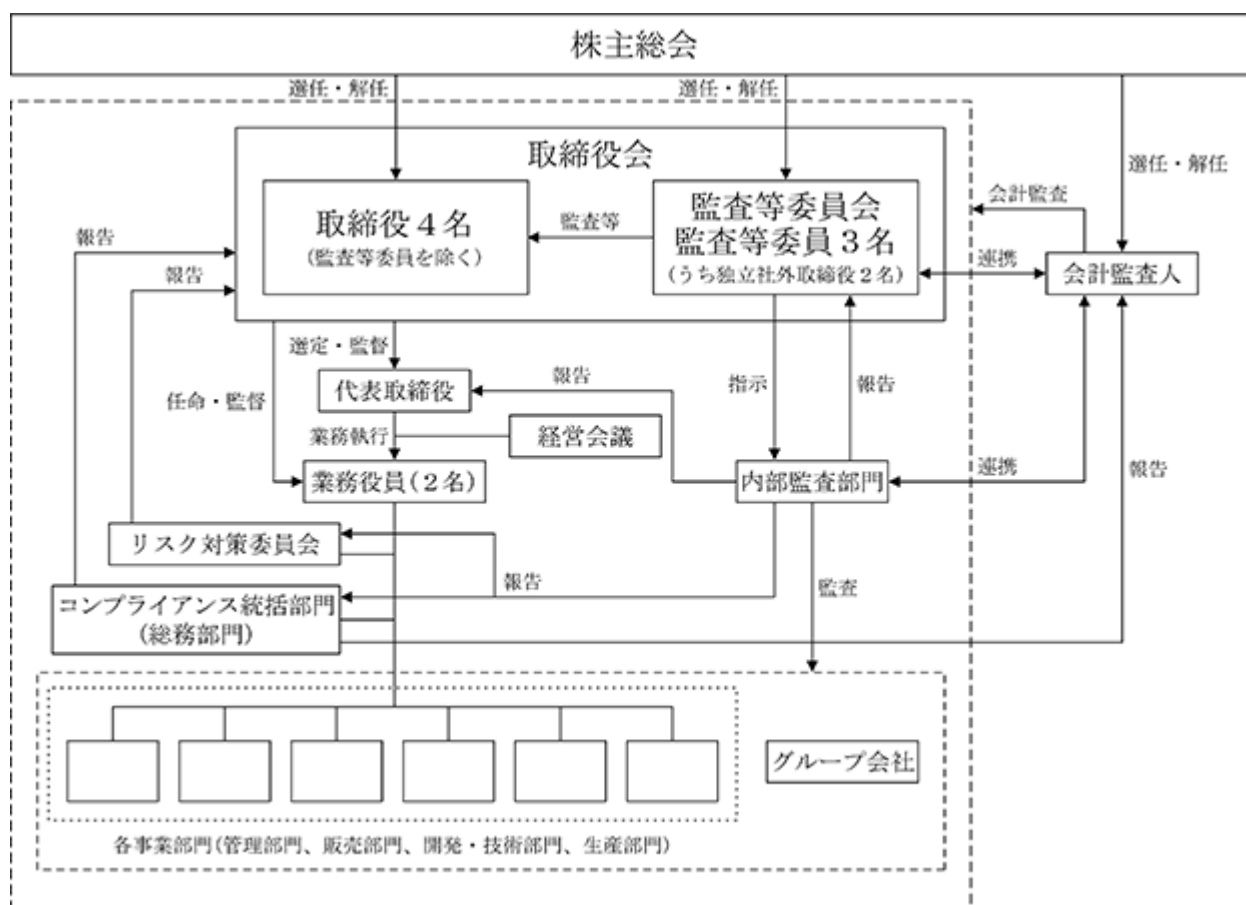 株主総会
選任・解任
選任・解任
選任・解任
取締役会
取締役4名
(監査等委員を除く)
監査等
監査等委員会
監査等委員3名
(うち独立社外取締役2名)
会計監査
連携
会計監査人
報告
報告
選定・監督
代表取締役
報告
指示
報告
任命・監督
業務執行
経営会議
業務役員(2名)
内部監査部門
連携
報告
リスク対策委員会
報告
コンプライアンス統括部門
(総務部門)
監査
グループ会社
各事業部門(管理部門、販売部門、開発・技術部門、生産部門)